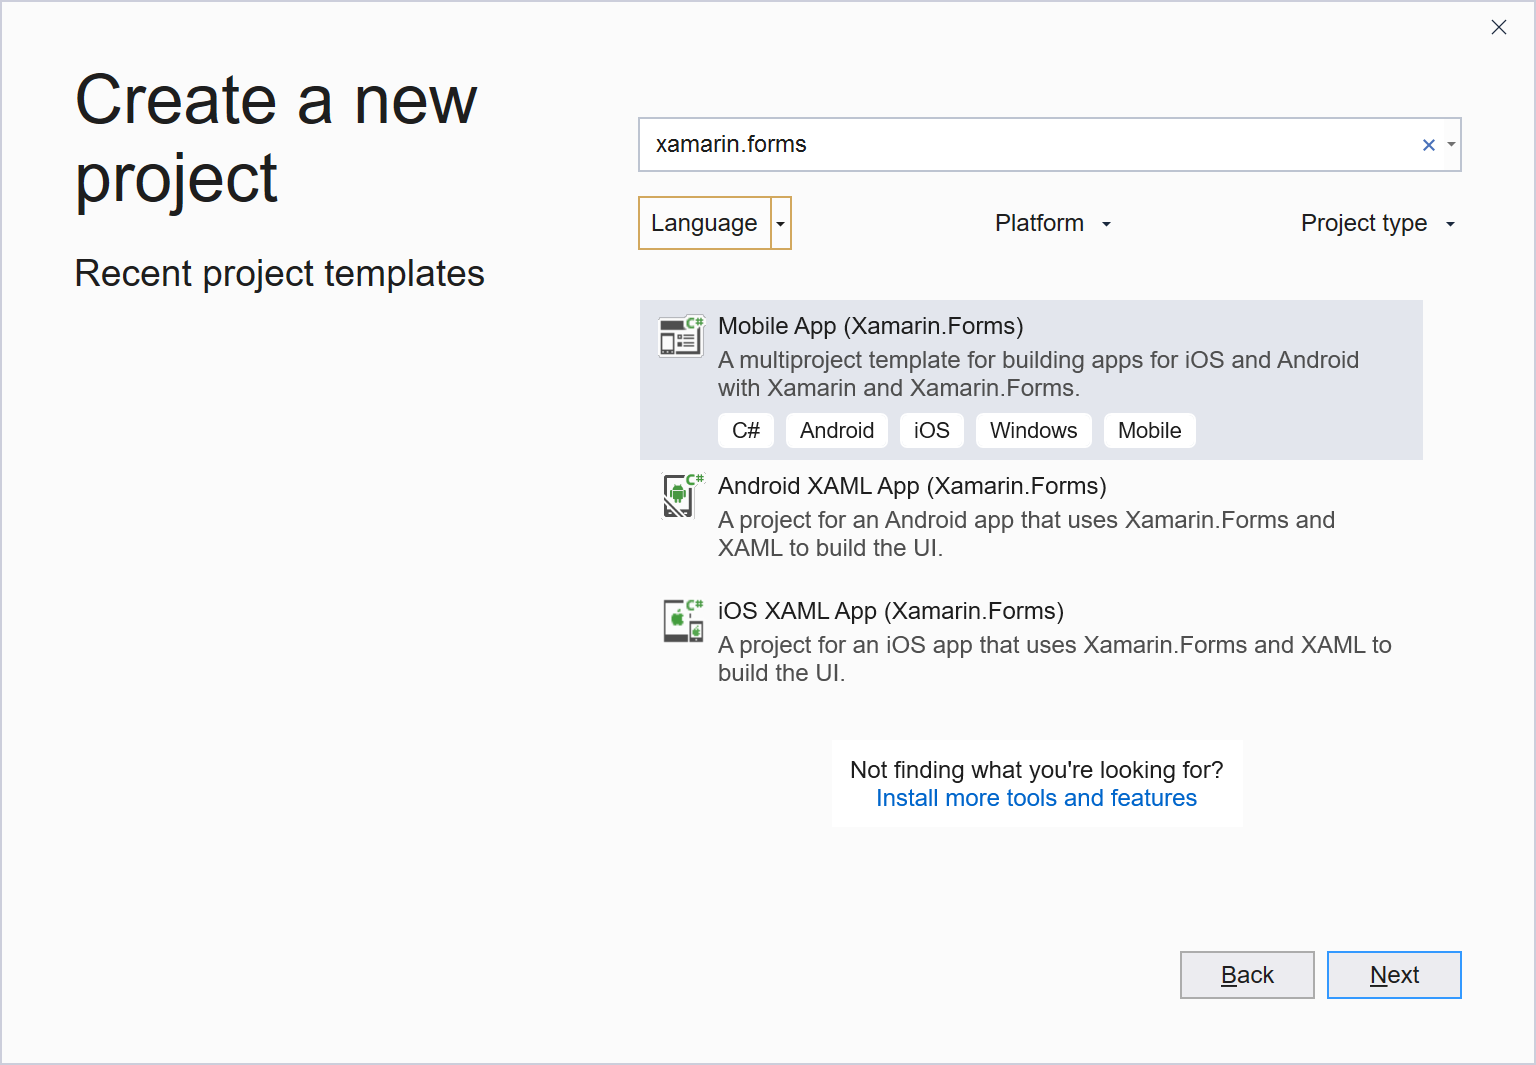 Create a new
project
Recent project templates
xamarin.forms
Language
Platform
Project type
C#
Mobile App (Xamarin.Forms)
A multiproject template for building apps for iOS and Android
with Xamarin and Xamarin.Forms.
C#
Android
iOS
Windows
Mobile
C#
Android XAML App (Xamarin.Forms)
A project for an Android app that uses Xamarin.Forms and
XAML to build the UI.
C#
iOS XAML App (Xamarin.Forms)
A project for an iOS app that uses Xamarin.Forms and XAML to
build the UI.
Not finding what you're looking for?
Install more tools and features
Back
Next